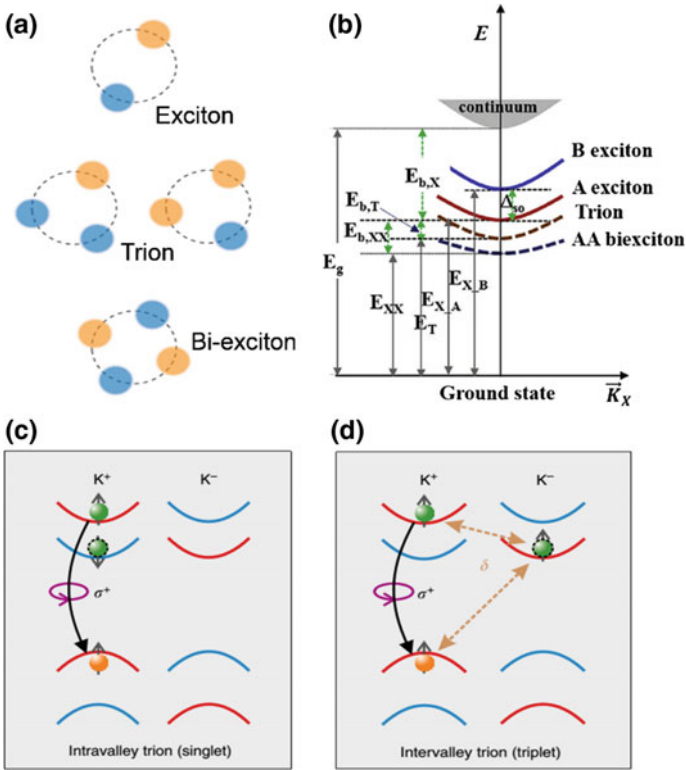 (a)
Exciton
Trion
Bi-exciton
(b)
E
continuum
B exciton
A exciton
Trion
AA biexciton
E_b,X
Δ_so
E_b,T
E_b,XX
E_g
E_XX
E_X_A
E_X_B
E_T
Ground state
K_X
(c)
K⁺ K⁻
σ⁺
Intravalley trion (singlet)
(d)
K⁺ K⁻
δ
σ⁺
Intervalley trion (triplet)